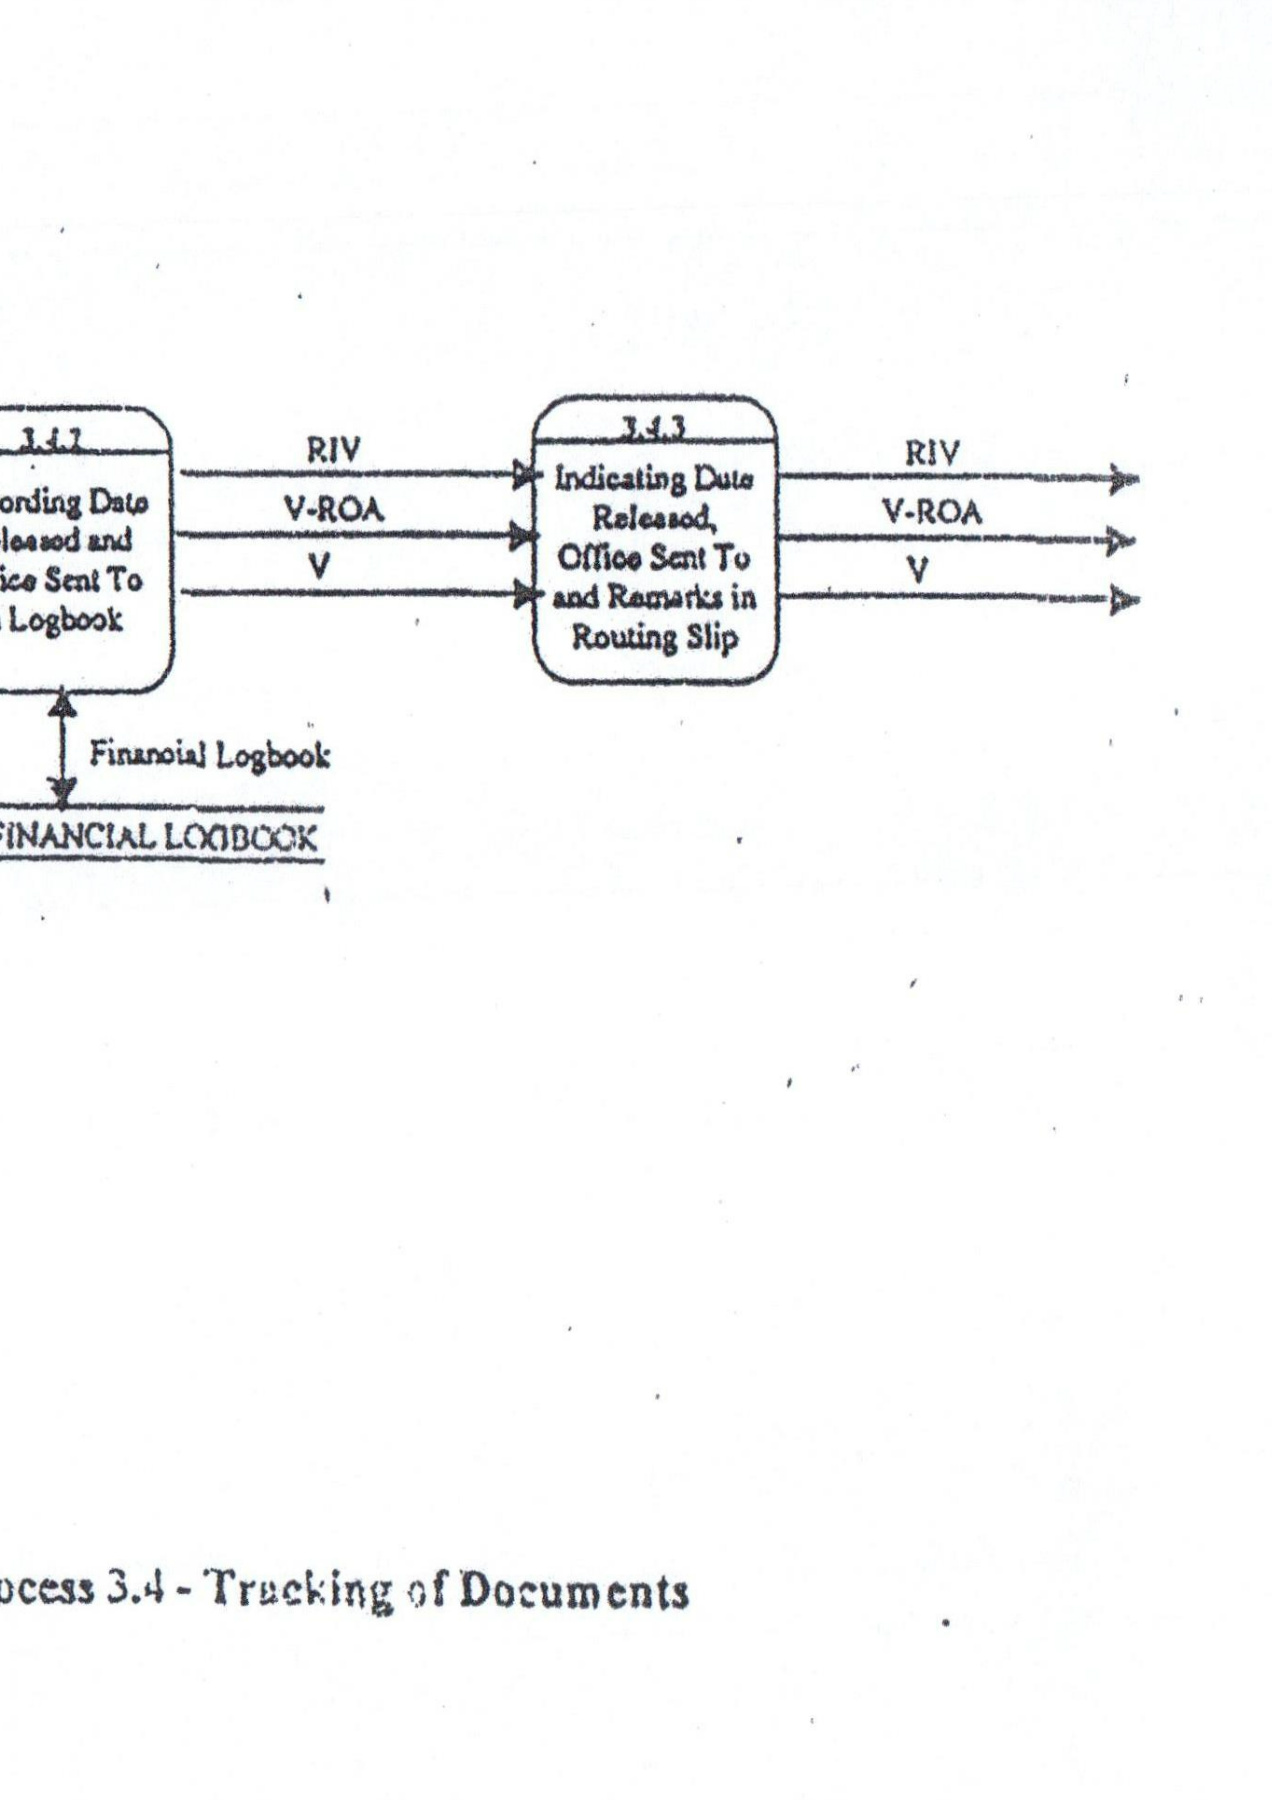 3.4.2
ording Date
leased and
ice Sent To
Logbook
RIV
V-ROA
V
3.4.3
Indicating Date
Released,
Office Sent To
and Remarks in
Routing Slip
RIV
V-ROA
V
Financial Logbook
FINANCIAL LOGBOOK
ocess 3.4 - Tracking of Documents